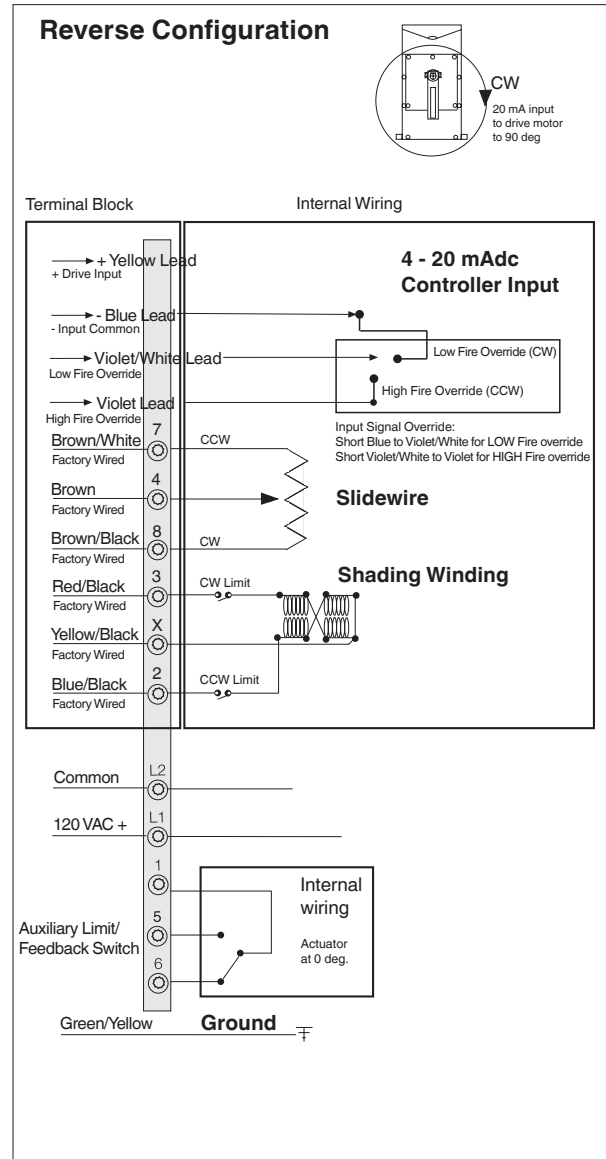 Reverse Configuration
CW
20 mA input
to drive motor
to 90 deg
Terminal Block
Internal Wiring
+ Yellow Lead
+ Drive Input
4 - 20 mAdc
Controller Input
- Blue Lead
- Input Common
Violet/White Lead
Low Fire Override
Low Fire Override (CW)
High Fire Override (CCW)
Violet Lead
High Fire Override
Input Signal Override:
Short Blue to Violet/White for LOW Fire override
Short Violet/White to Violet for HIGH Fire override
Brown/White
Factory Wired
7
CCW
Brown
Factory Wired
4
Slidewire
Brown/Black
Factory Wired
8
CW
Red/Black
Factory Wired
3
CW Limit
Shading Winding
Yellow/Black
Factory Wired
X
Blue/Black
Factory Wired
2
CCW Limit
Common
L2
120 VAC +
L1
1
Internal
wiring
Auxiliary Limit/
Feedback Switch
5
Actuator
at 0 deg.
6
Green/Yellow
Ground